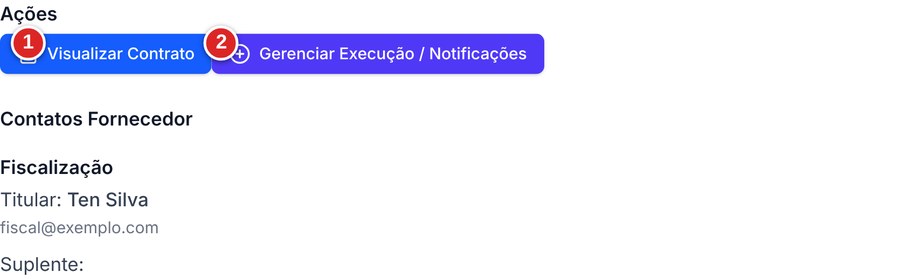 Ações
1 Visualizar Contrato 2 Gerenciar Execução / Notificações
Contatos Fornecedor
Fiscalização
Titular: Ten Silva
fiscal@exemplo.com
Suplente: